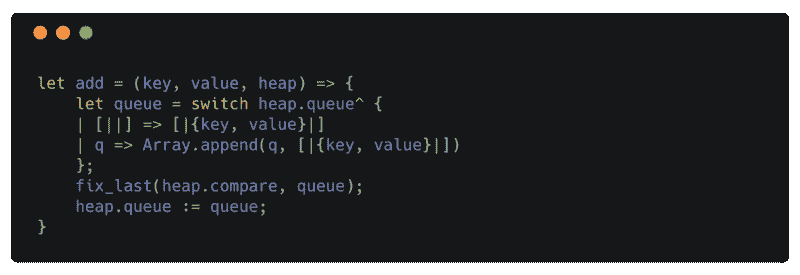 let add = (key, value, heap) => {
    let queue = switch heap.queue^ {
    | [||] => [|{key, value}|]
    | q => Array.append(q, [|{key, value}|])
    };
    fix_last(heap.compare, queue);
    heap.queue := queue;
}